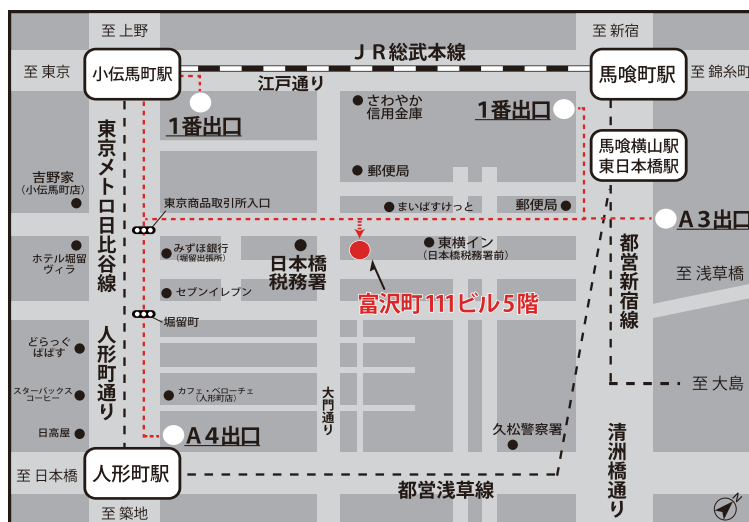 至 上野
至 新宿
JR総武本線
至 東京
小伝馬町駅
馬喰町駅
至 錦糸町
江戸通り
さわやか
信用金庫
1番出口
1番出口
東京メトロ日比谷線
馬喰横山駅
東日本橋駅
吉野家
(小伝馬町店)
郵便局
東京商品取引所入口
まいばすけっと
郵便局
A3出口
みずほ銀行
(堀留出張所)
日本橋
税務署
東横イン
(日本橋税務署前)
都営新宿線
ホテル堀留
ヴィラ
至 浅草橋
セブンイレブン
富沢町111ビル5階
堀留町
人形町通り
どらっぐ
ぱぱす
至 大島
スターバックス
コーヒー
カフェ・ベローチェ
(人形町店)
大門通り
日高屋
A4出口
久松警察署
清洲橋通り
至 日本橋
人形町駅
都営浅草線
至 築地
N